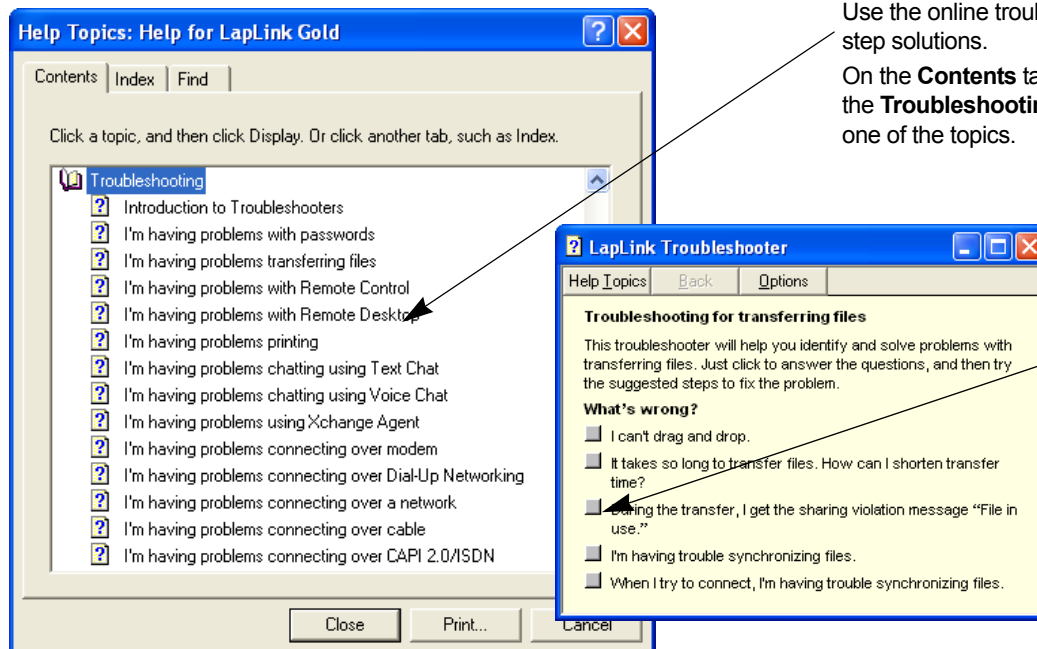 Use the online
step solutions.
On the Contents
the
one of the topics.
Help Topics: Help for LapLink Gold
Contents Index Find
Click a topic, and then click Display. Or click another tab, such as Index.
Troubleshooting
Introduction to Troubleshooters
I'm having problems with passwords
I'm having problems transferring files
I'm having problems with Remote Control
I'm having problems with Remote Desktop
I'm having problems printing
I'm having problems chatting using Text Chat
I'm having problems chatting using Voice Chat
I'm having problems using Xchange Agent
I'm having problems connecting over modem
I'm having problems connecting over Dial-Up Networking
I'm having problems connecting over a network
I'm having problems connecting over cable
I'm having problems connecting over CAPI 2.0/ISDN
Close Print... Cancel
LapLink Troubleshooter
Help Topics Back Options
Troubleshooting for transferring files
This troubleshooter will help you identify and solve problems with
transferring files. Just click to answer the questions, and then try
the suggested steps to fix the problem.
What's wrong?
I can't drag and drop.
It takes so long to transfer files. How can I shorten transfer
time?
During the transfer, I get the sharing violation message “File in
use.”
I'm having trouble synchronizing files.
When I try to connect, I'm having trouble synchronizing files.